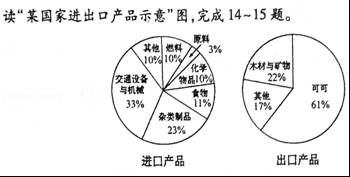 读“某国家进出口产品示意”图,完成14~15题。
其他
10%
燃料
10%
原料
3%
化学
物品10%
食物
11%
杂类制品
23%
交通设备
与机械
33%
进口产品
木材与矿物
22%
其他
17%
可可
61%
出口产品